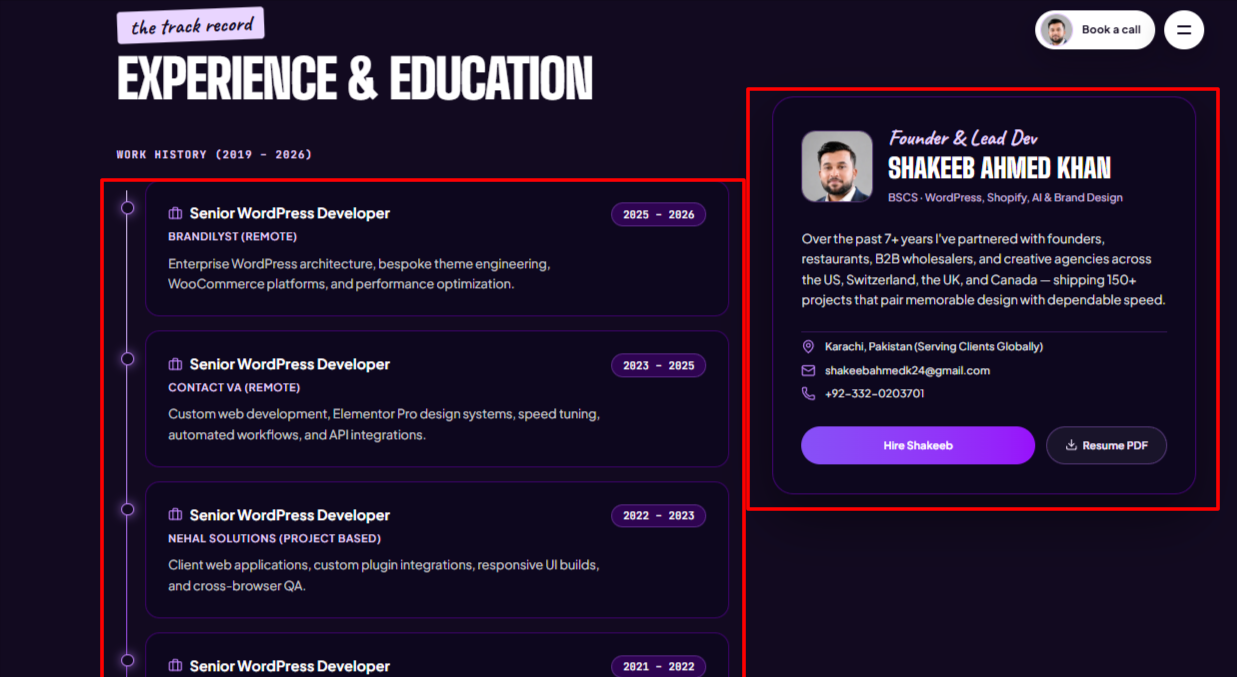 the track record
Book a call
EXPERIENCE & EDUCATION
WORK HISTORY (2019 – 2026)
Senior WordPress Developer
2025 – 2026
BRANDILYST (REMOTE)
Enterprise WordPress architecture, bespoke theme engineering,
WooCommerce platforms, and performance optimization.
Senior WordPress Developer
2023 – 2025
CONTACT VA (REMOTE)
Custom web development, Elementor Pro design systems, speed tuning,
automated workflows, and API integrations.
Senior WordPress Developer
2022 – 2023
NEHAL SOLUTIONS (PROJECT BASED)
Client web applications, custom plugin integrations, responsive UI builds,
and cross-browser QA.
Senior WordPress Developer
2021 – 2022
Founder & Lead Dev
SHAKEEB AHMED KHAN
BSCS · WordPress, Shopify, AI & Brand Design
Over the past 7+ years I've partnered with founders,
restaurants, B2B wholesalers, and creative agencies across
the US, Switzerland, the UK, and Canada — shipping 150+
projects that pair memorable design with dependable speed.
Karachi, Pakistan (Serving Clients Globally)
shakeebahmedk24@gmail.com
+92-332-0203701
Hire Shakeeb
Resume PDF